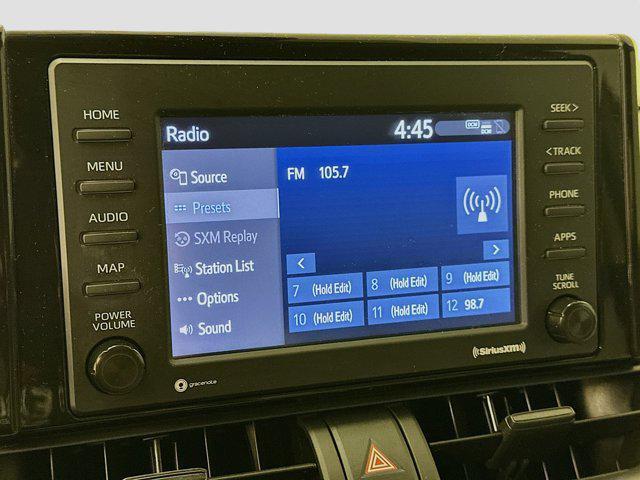 HOME
MENU
AUDIO
MAP
POWER
VOLUME
Radio
4:45
DCM
DCM
Source
Presets
SXM Replay
Station List
Options
Sound
FM 105.7
<
>
7 (Hold Edit)
8 (Hold Edit)
9 (Hold Edit)
10 (Hold Edit)
11 (Hold Edit)
12 98.7
SEEK >
< TRACK
PHONE
APPS
TUNE
SCROLL
gracenote
SiriusXM